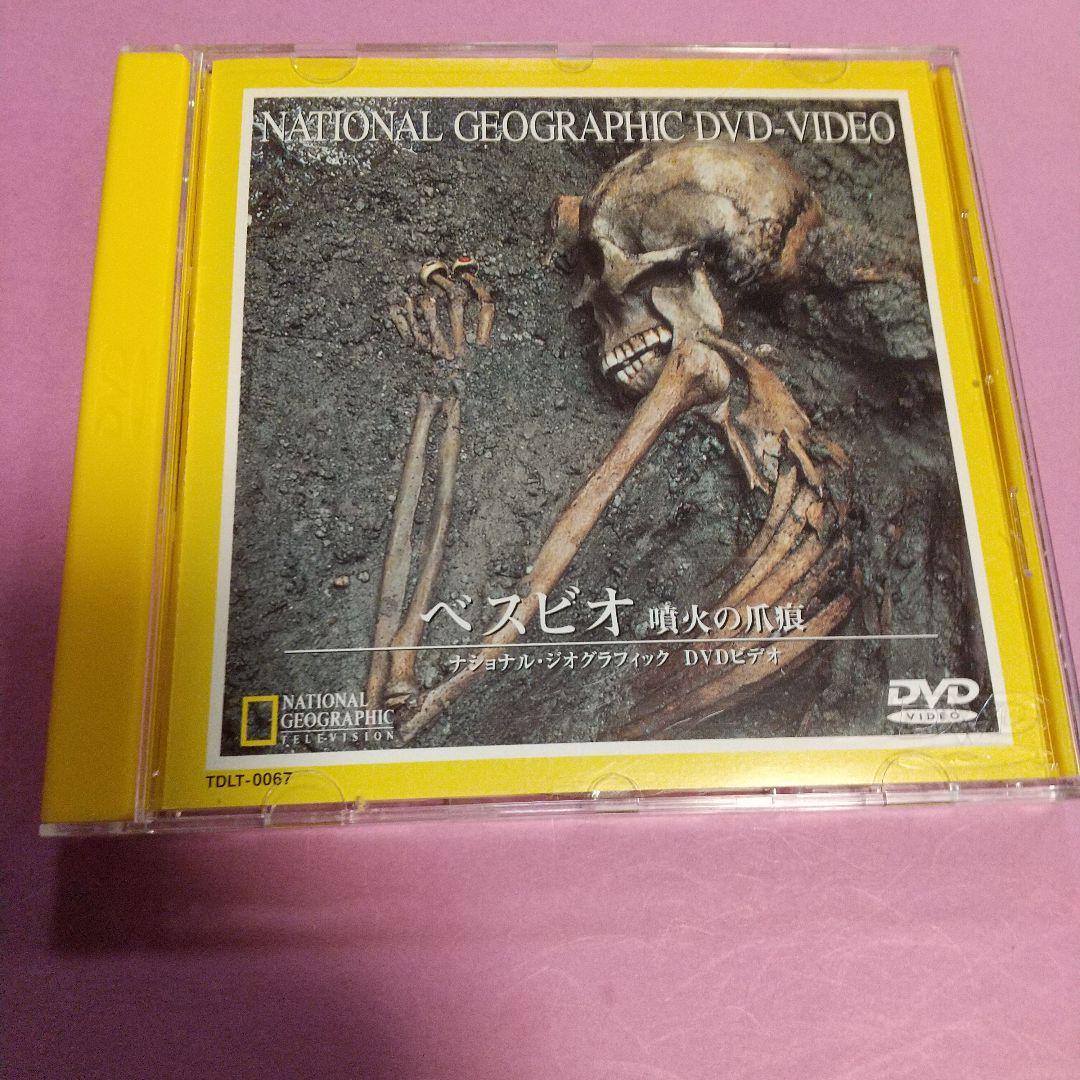 NATIONAL GEOGRAPHIC DVD-VIDEO
ベスビオ 噴火の爪痕
ナショナル・ジオグラフィック DVDビデオ
NATIONAL
GEOGRAPHIC
TELEVISION
DVD
VIDEO
TDLT-0067